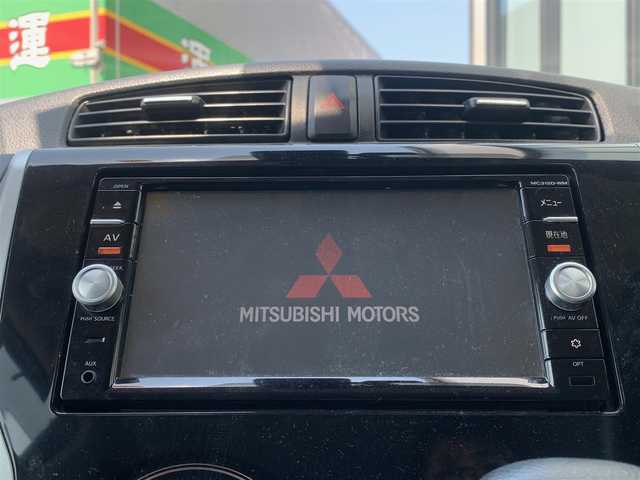 運
OPEN
MC312D-WM
AV
メニュー
現在地
PUSH SOURCE
PUSH AV OFF
MITSUBISHI MOTORS
AUX
OPT